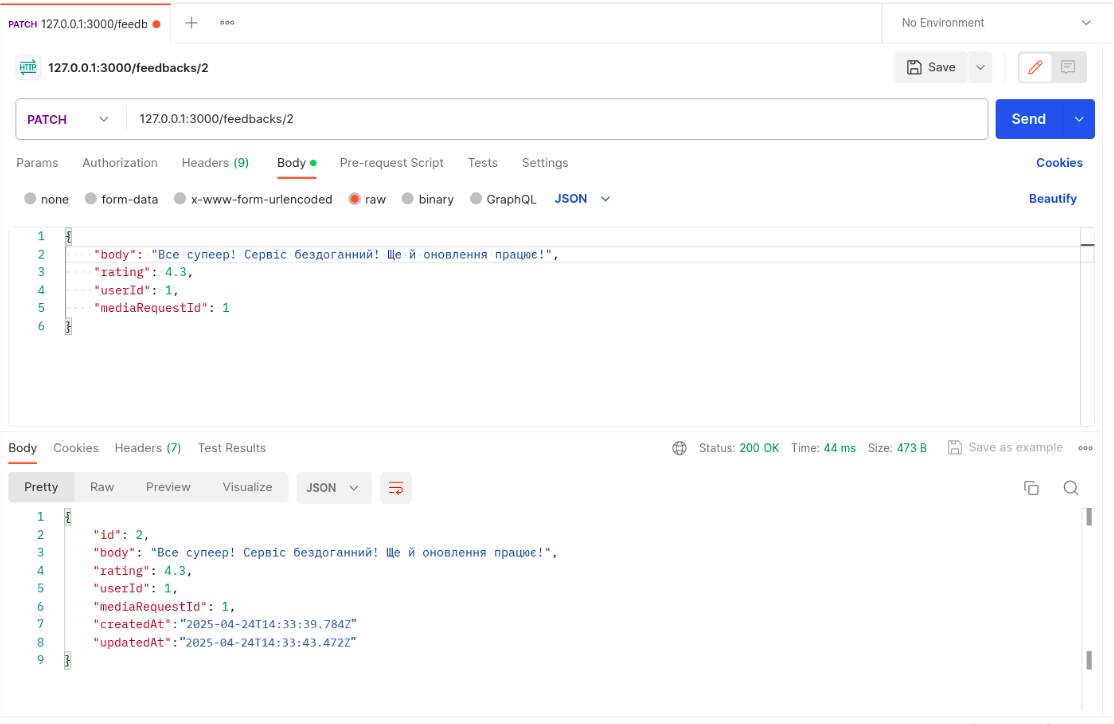 PATCH 127.0.0.1:3000/feedb
No Environment
HTTP 127.0.0.1:3000/feedbacks/2
Save
PATCH 127.0.0.1:3000/feedbacks/2
Send
Params Authorization Headers (9) Body Pre-request Script Tests Settings Cookies
none form-data x-www-form-urlencoded raw binary GraphQL JSON Beautify
1 {
2 "body": "Все супеер! Сервіс бездоганний! Ще й оновлення працює!",
3 "rating": 4.3,
4 "userId": 1,
5 "mediaRequestId": 1
6 }
Body Cookies Headers (7) Test Results Status: 200 OK Time: 44 ms Size: 473 B Save as example
Pretty Raw Preview Visualize JSON
1 {
2 "id": 2,
3 "body": "Все супеер! Сервіс бездоганний! Ще й оновлення працює!",
4 "rating": 4.3,
5 "userId": 1,
6 "mediaRequestId": 1,
7 "createdAt":“2025-04-24T14:33:39.784Z”
8 "updatedAt":“2025-04-24T14:33:43.472Z”
9 }